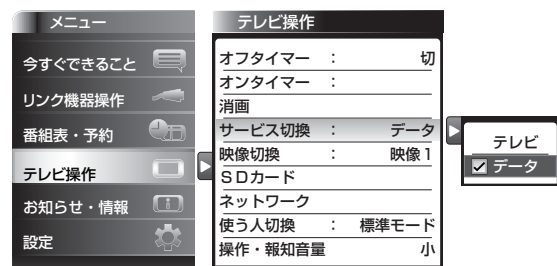 メニュー
今すぐできること
リンク機器操作
番組表・予約
テレビ操作
お知らせ・情報
設定
テレビ操作
オフタイマー : 切
オンタイマー :
消画
サービス切換 : データ
映像切換 : 映像1
SDカード
ネットワーク
使う人切換 : 標準モード
操作・報知音量 小
テレビ
データ